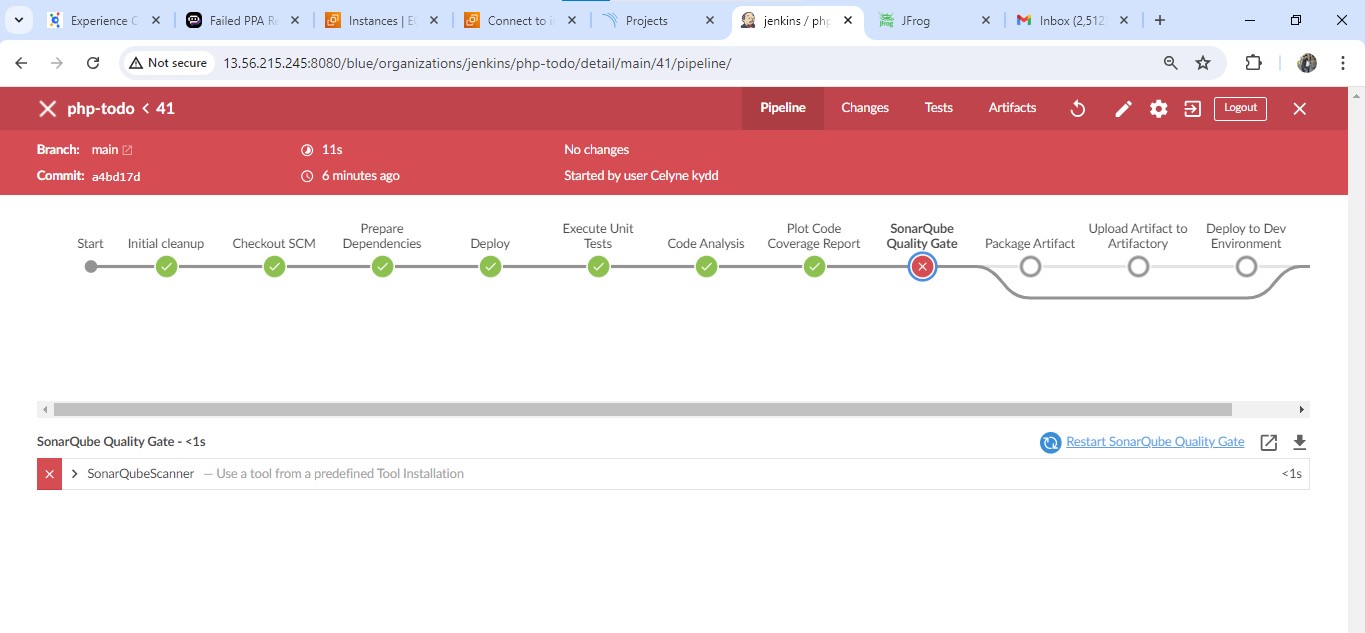 Experience C
Failed PPA Re
Instances | EC
Connect to in
Projects
jenkins / php
JFrog
Inbox (2,512
Not secure
13.56.215.245:8080/blue/organizations/jenkins/php-todo/detail/main/41/pipeline/
php-todo < 41
Pipeline
Changes
Tests
Artifacts
Logout
Branch: main
11s
No changes
Commit: a4bd17d
6 minutes ago
Started by user Celyne kydd
Start
Initial cleanup
Checkout SCM
Prepare
Dependencies
Deploy
Execute Unit
Tests
Code Analysis
Plot Code
Coverage Report
SonarQube
Quality Gate
Package Artifact
Upload Artifact to
Artifactory
Deploy to Dev
Environment
SonarQube Quality Gate - <1s
Restart SonarQube Quality Gate
SonarQubeScanner — Use a tool from a predefined Tool Installation
<1s